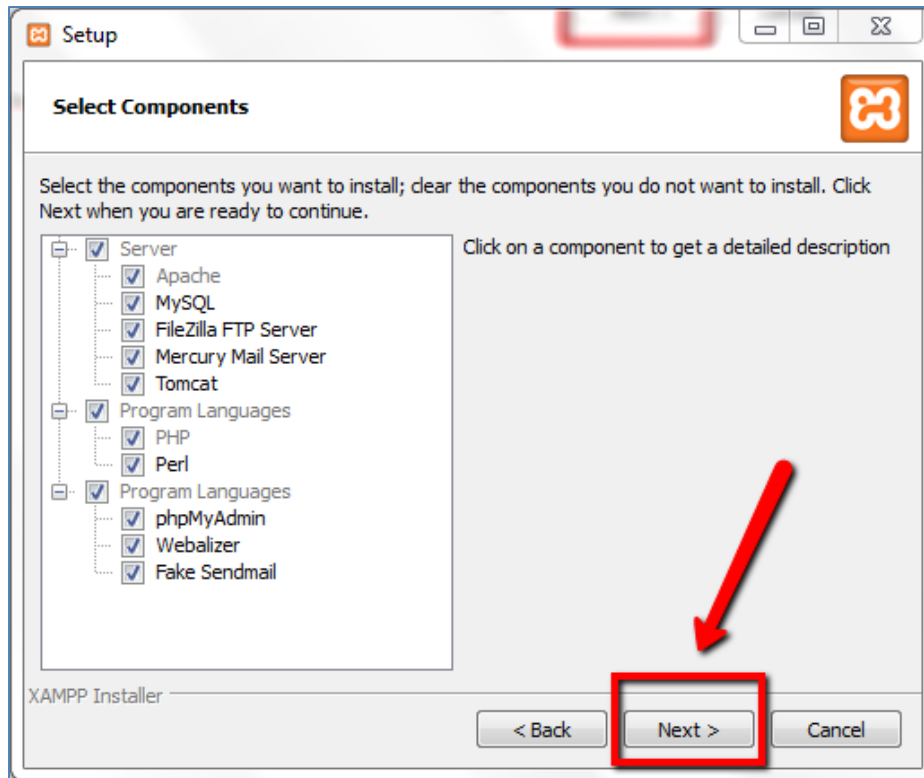 Setup
Select Components
Select the components you want to install; clear the components you do not want to install. Click
Next when you are ready to continue.
Server
Click on a component to get a detailed description
Apache
MySQL
FileZilla FTP Server
Mercury Mail Server
Tomcat
Program Languages
PHP
Perl
Program Languages
phpMyAdmin
Webalizer
Fake Sendmail
XAMPP Installer
< Back
Next >
Cancel